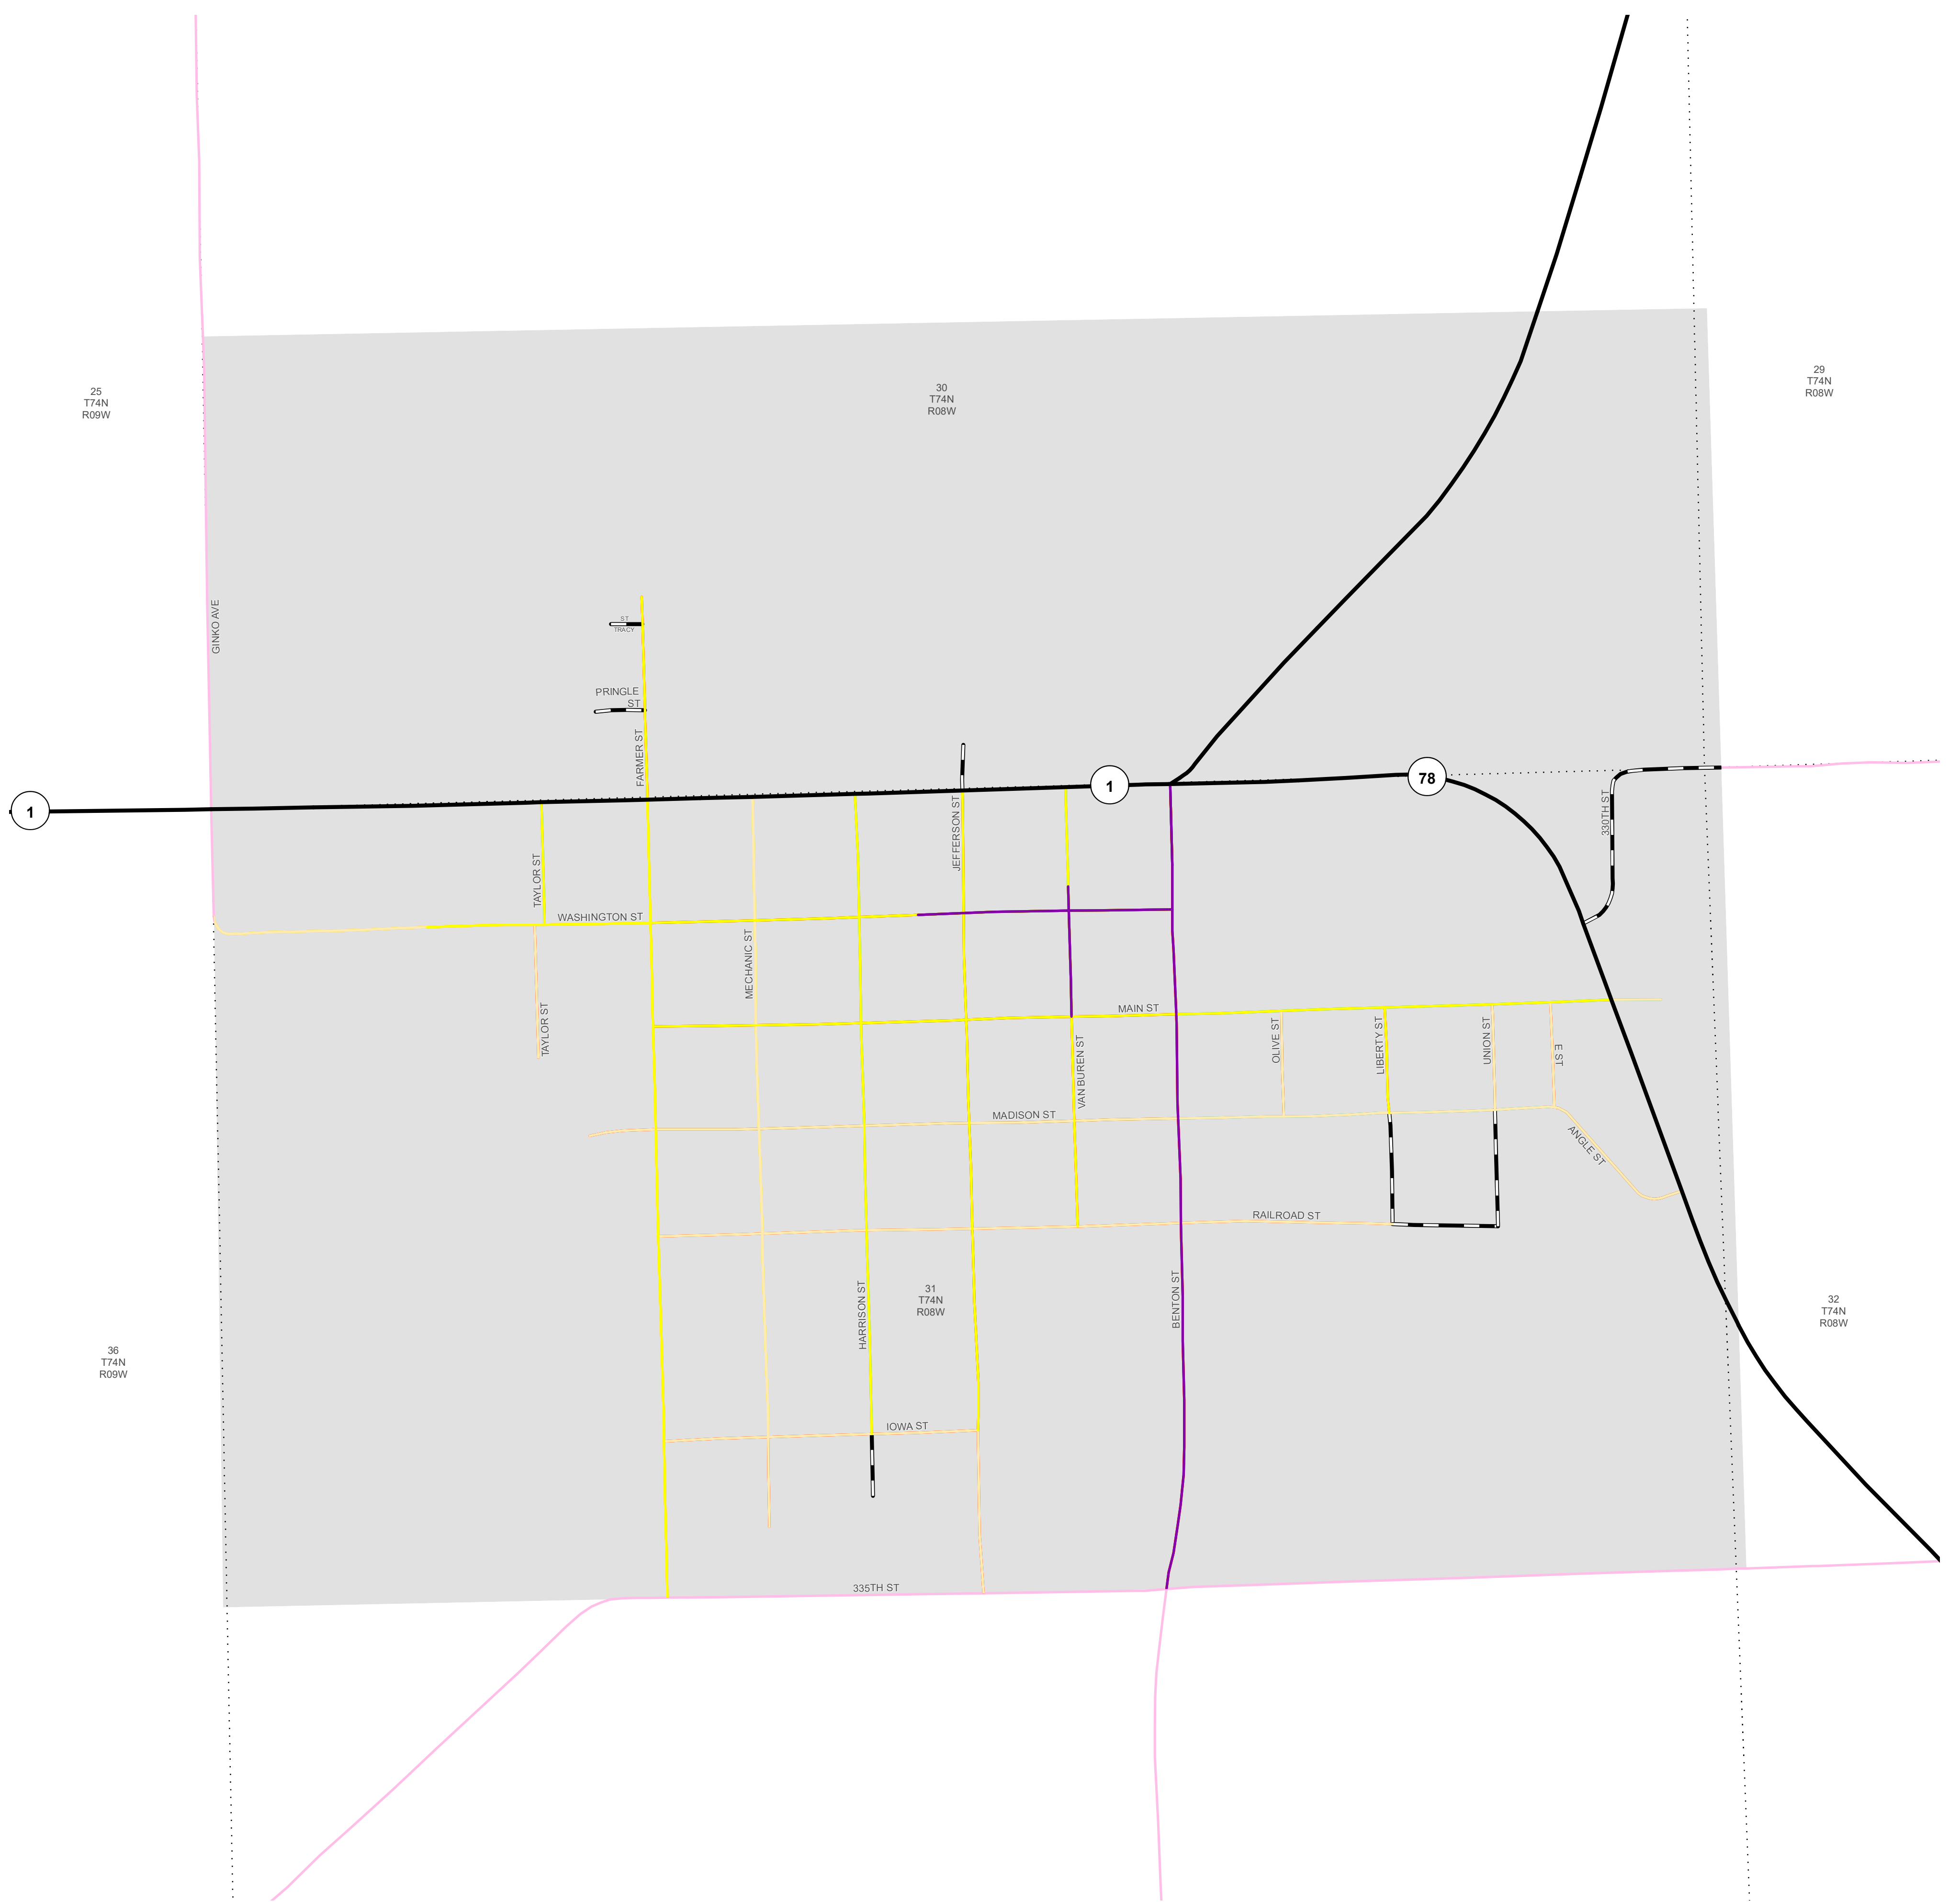 25
T74N
R09W
30
T74N
R08W
29
T74N
R08W
GINKO AVE
ST
TRACY
PRINGLE
ST
FARMER ST
1
1
78
330TH ST
JEFFERSON ST
TAYLOR ST
WASHINGTON ST
MECHANIC ST
MAIN ST
TAYLOR ST
VAN BUREN ST
OLIVE ST
LIBERTY ST
UNION ST
E ST
MADISON ST
ANGLE ST
RAILROAD ST
HARRISON ST
31
T74N
R08W
BENTON ST
32
T74N
R08W
36
T74N
R09W
IOWA ST
335TH ST